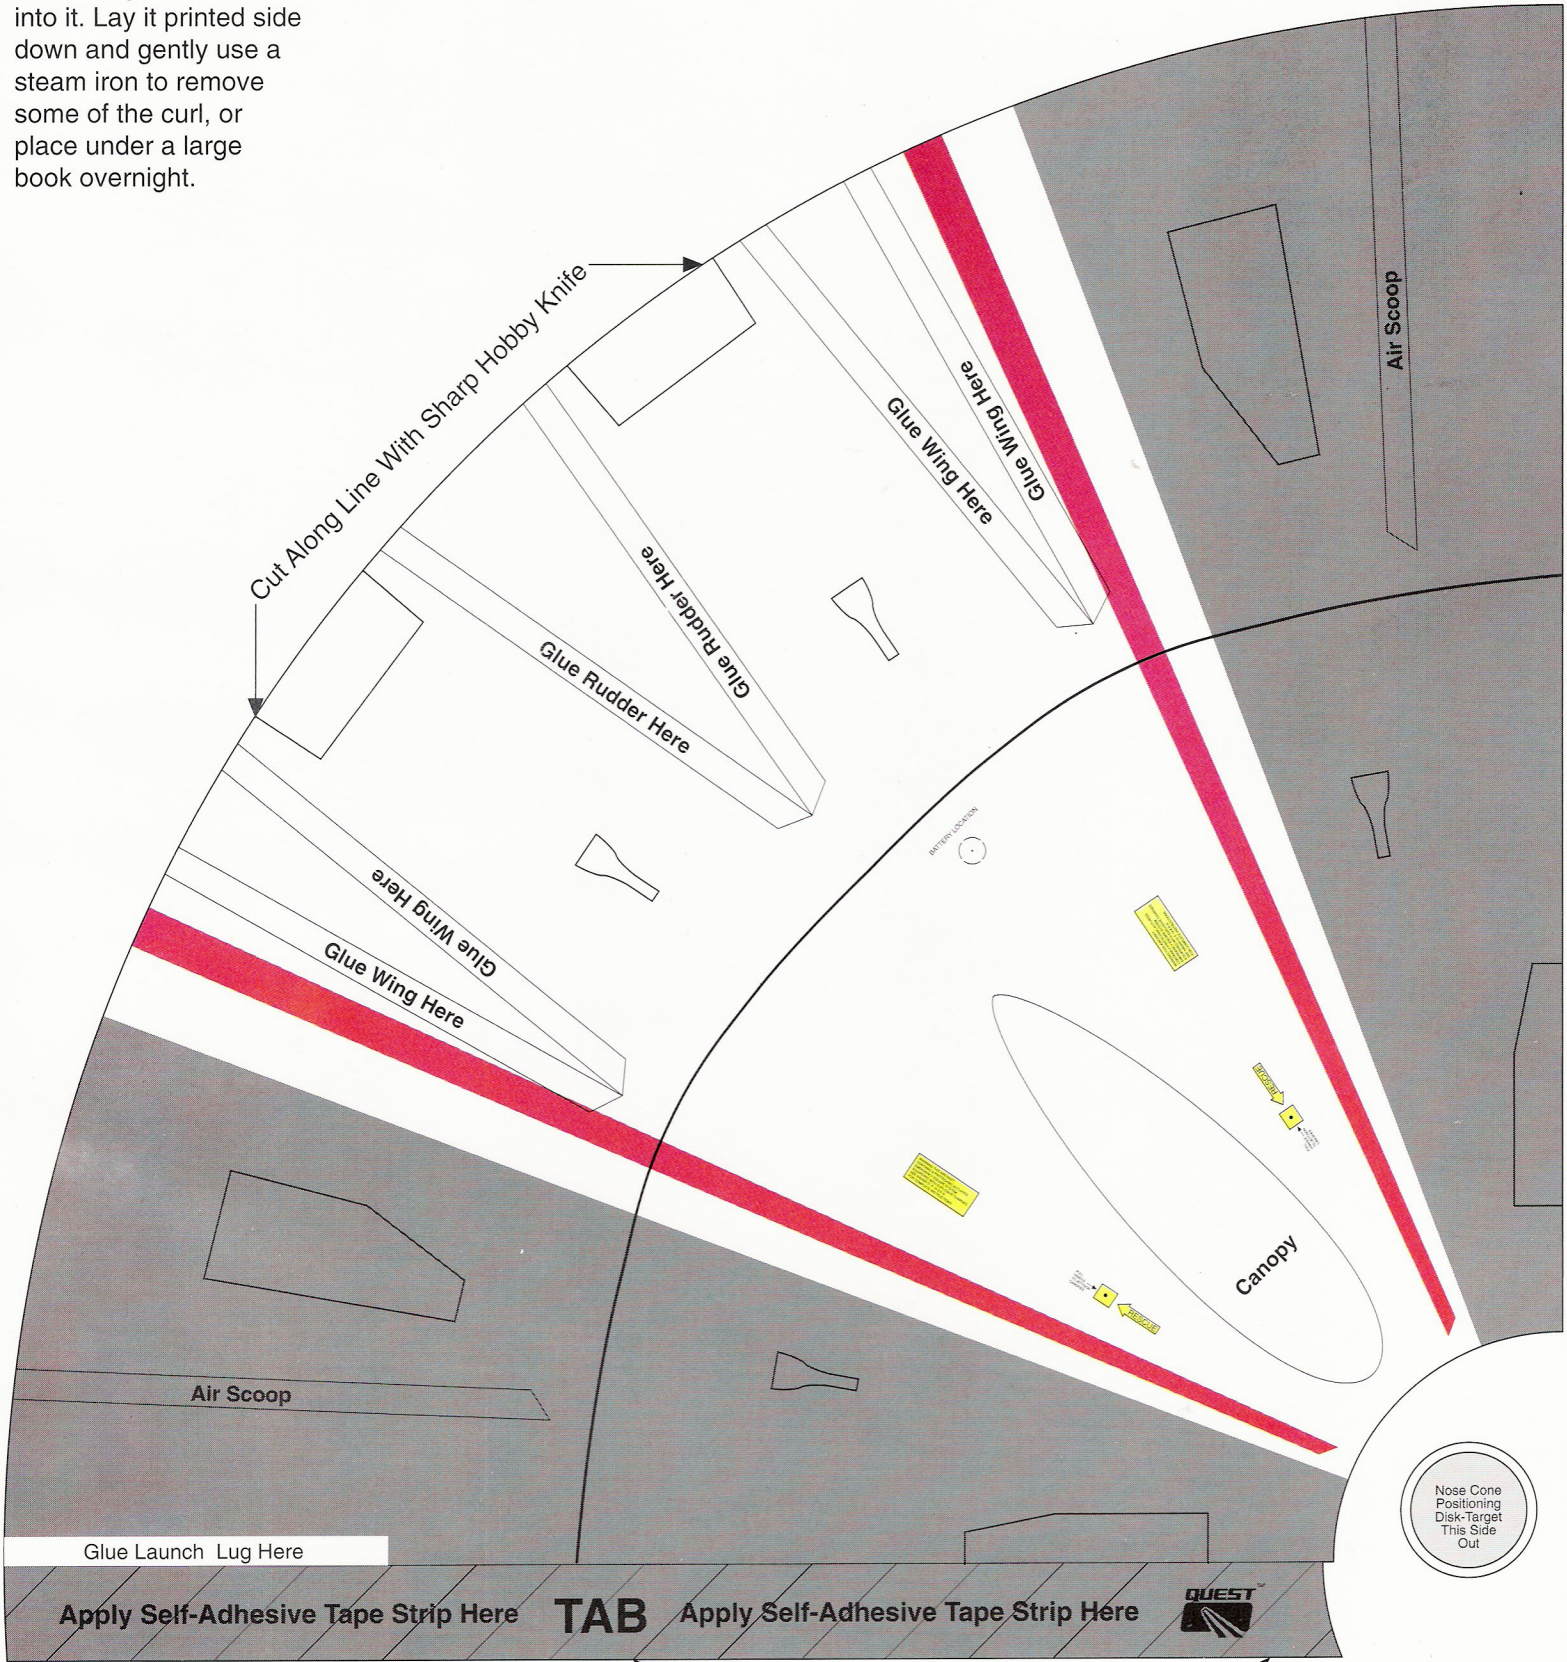 into it. Lay it printed side
down and gently use a
steam iron to remove
some of the curl, or
place under a large
book overnight.
Cut Along Line With Sharp Hobby Knife
Air Scoop
Glue Wing Here
Glue Wing Here
Glue Rudder Here
Glue Rudder Here
Glue Wing Here
Glue Wing Here
BATTERY LOCATION
RESCUE
RESCUE
Canopy
Air Scoop
Nose Cone
Positioning
Disk-Target
This Side
Out
Glue Launch Lug Here
Apply Self-Adhesive Tape Strip Here
TAB
Apply Self-Adhesive Tape Strip Here
QUEST